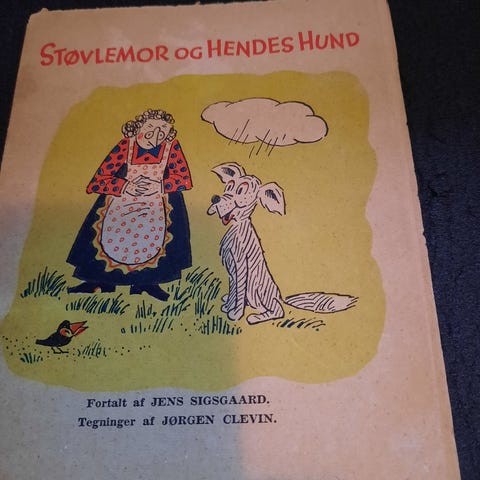 STØVLEMOR OG HENDES HUND
Fortalt af JENS SIGSGAARD.
Tegninger af JØRGEN CLEVIN.